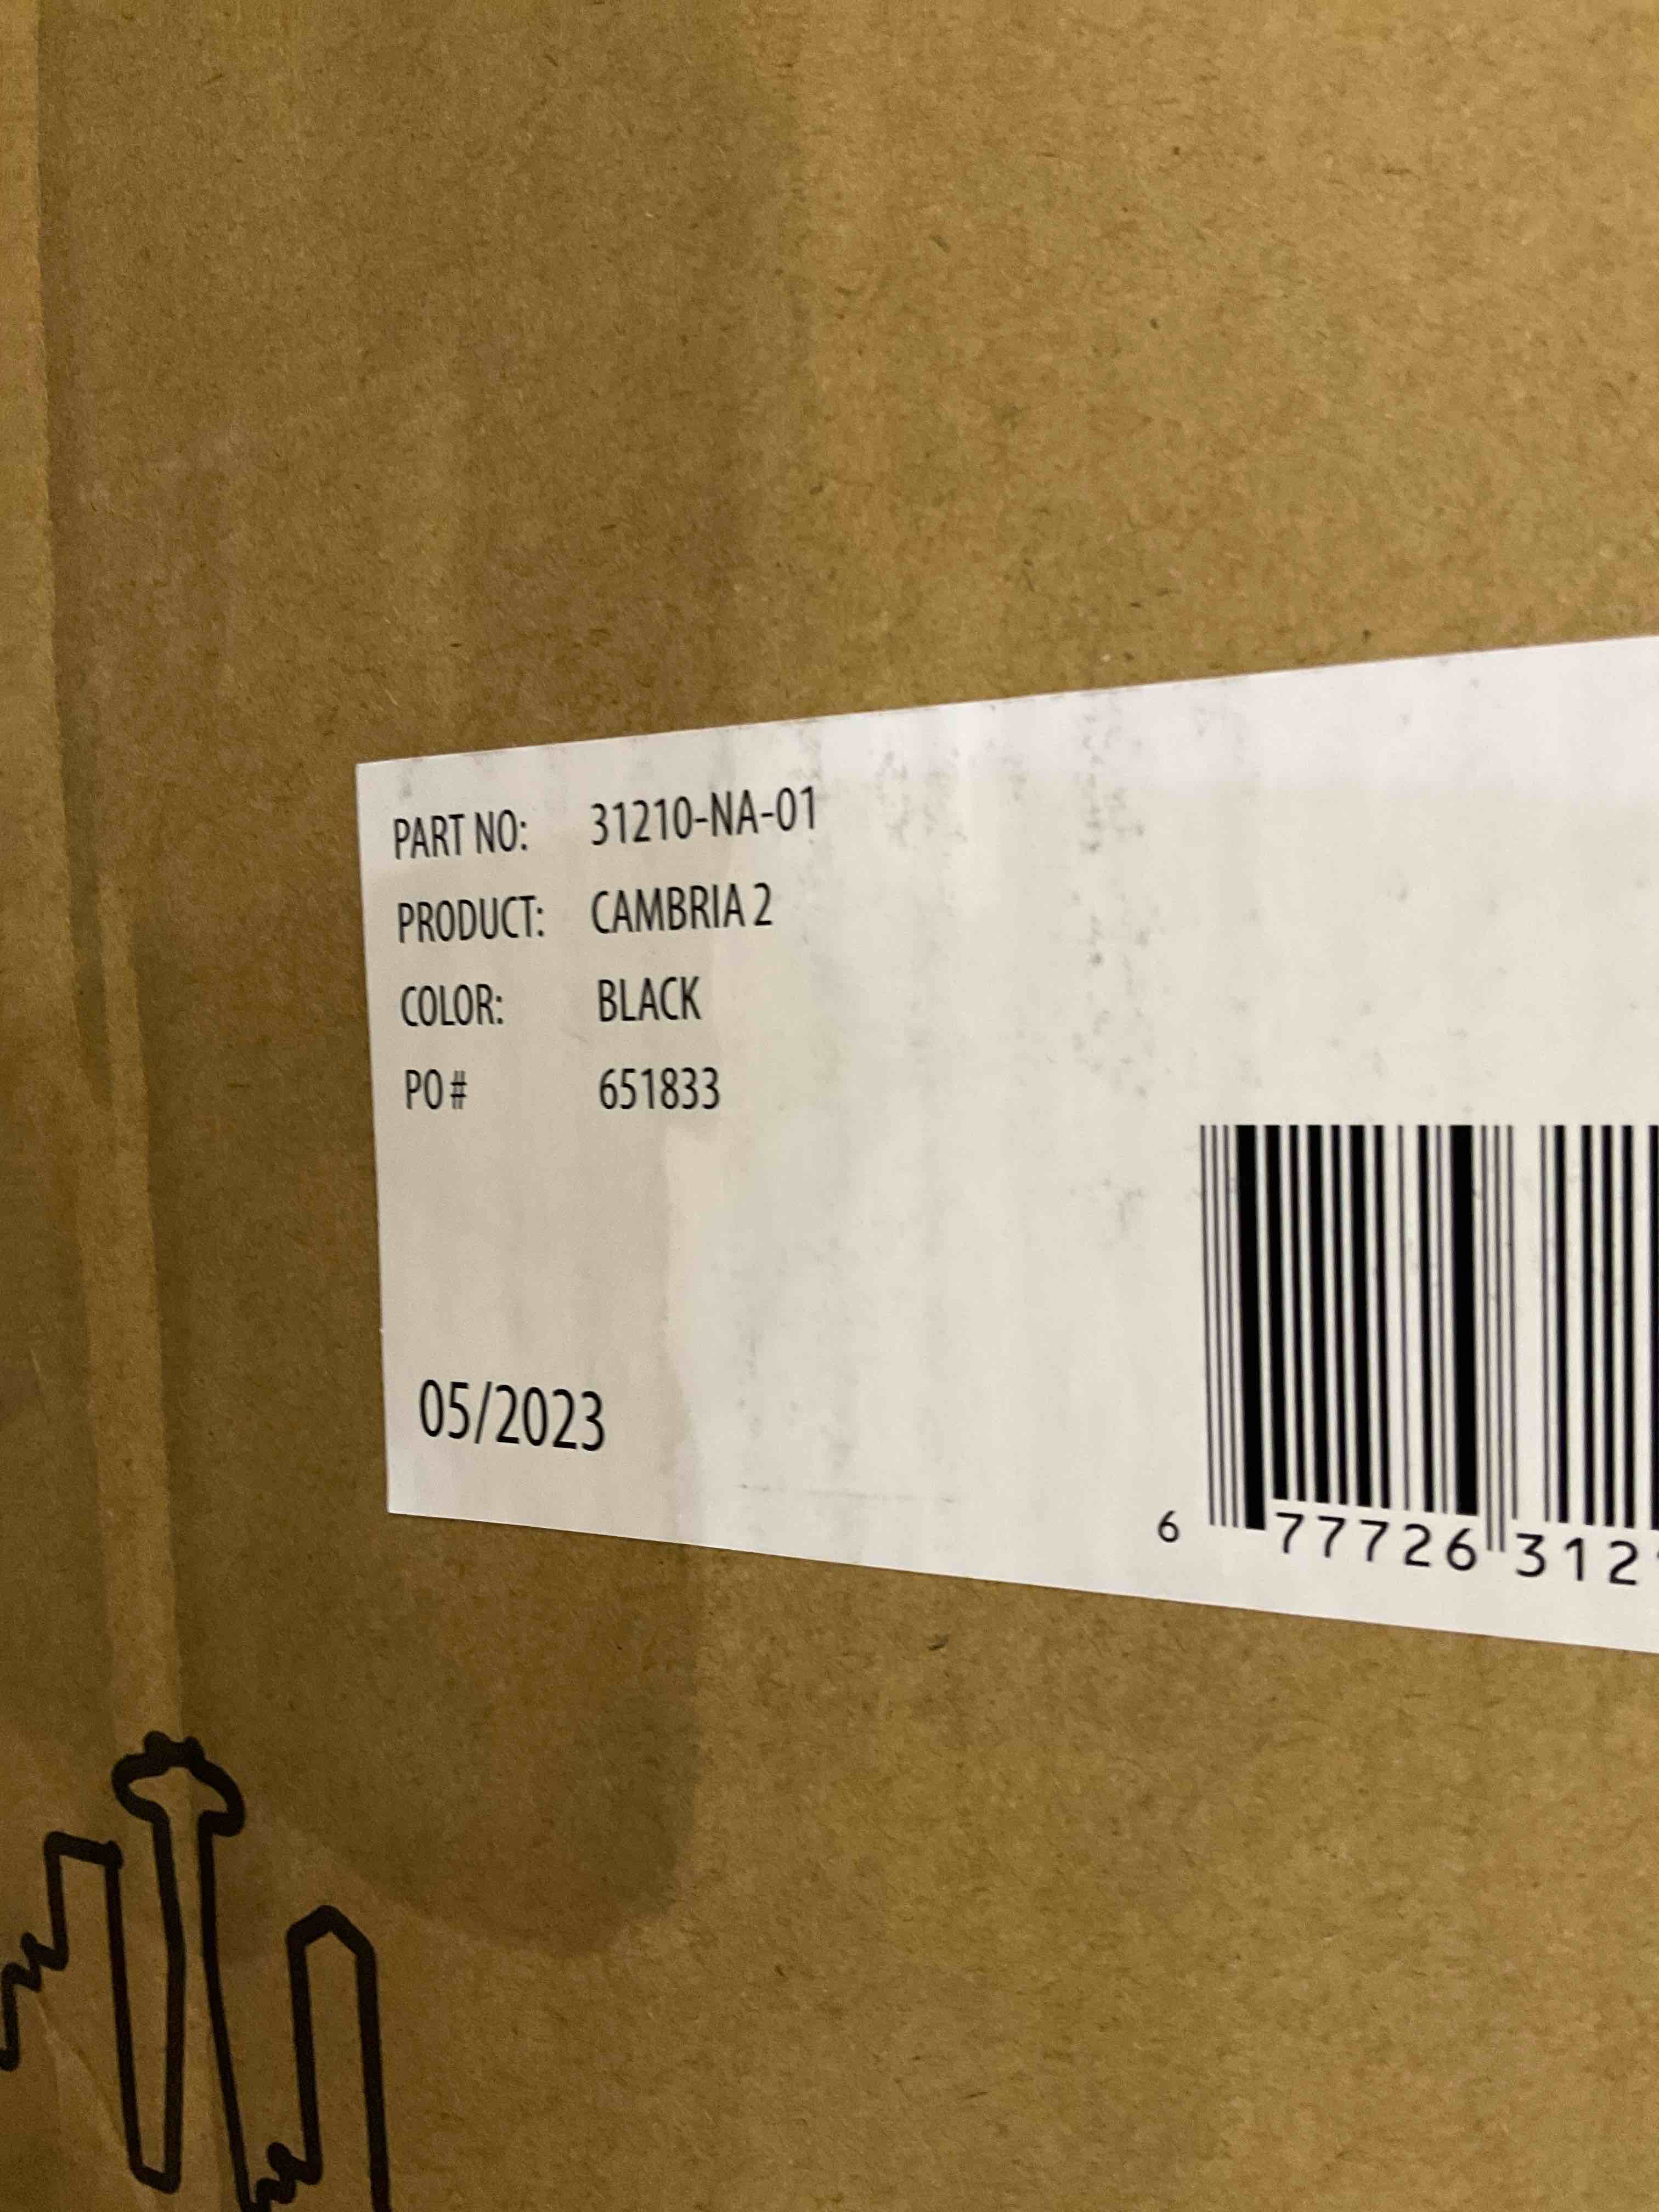 PART NO: 31210-NA-01
PRODUCT: CAMBRIA 2
COLOR: BLACK
PO# 651833
05/2023
6 77726 312